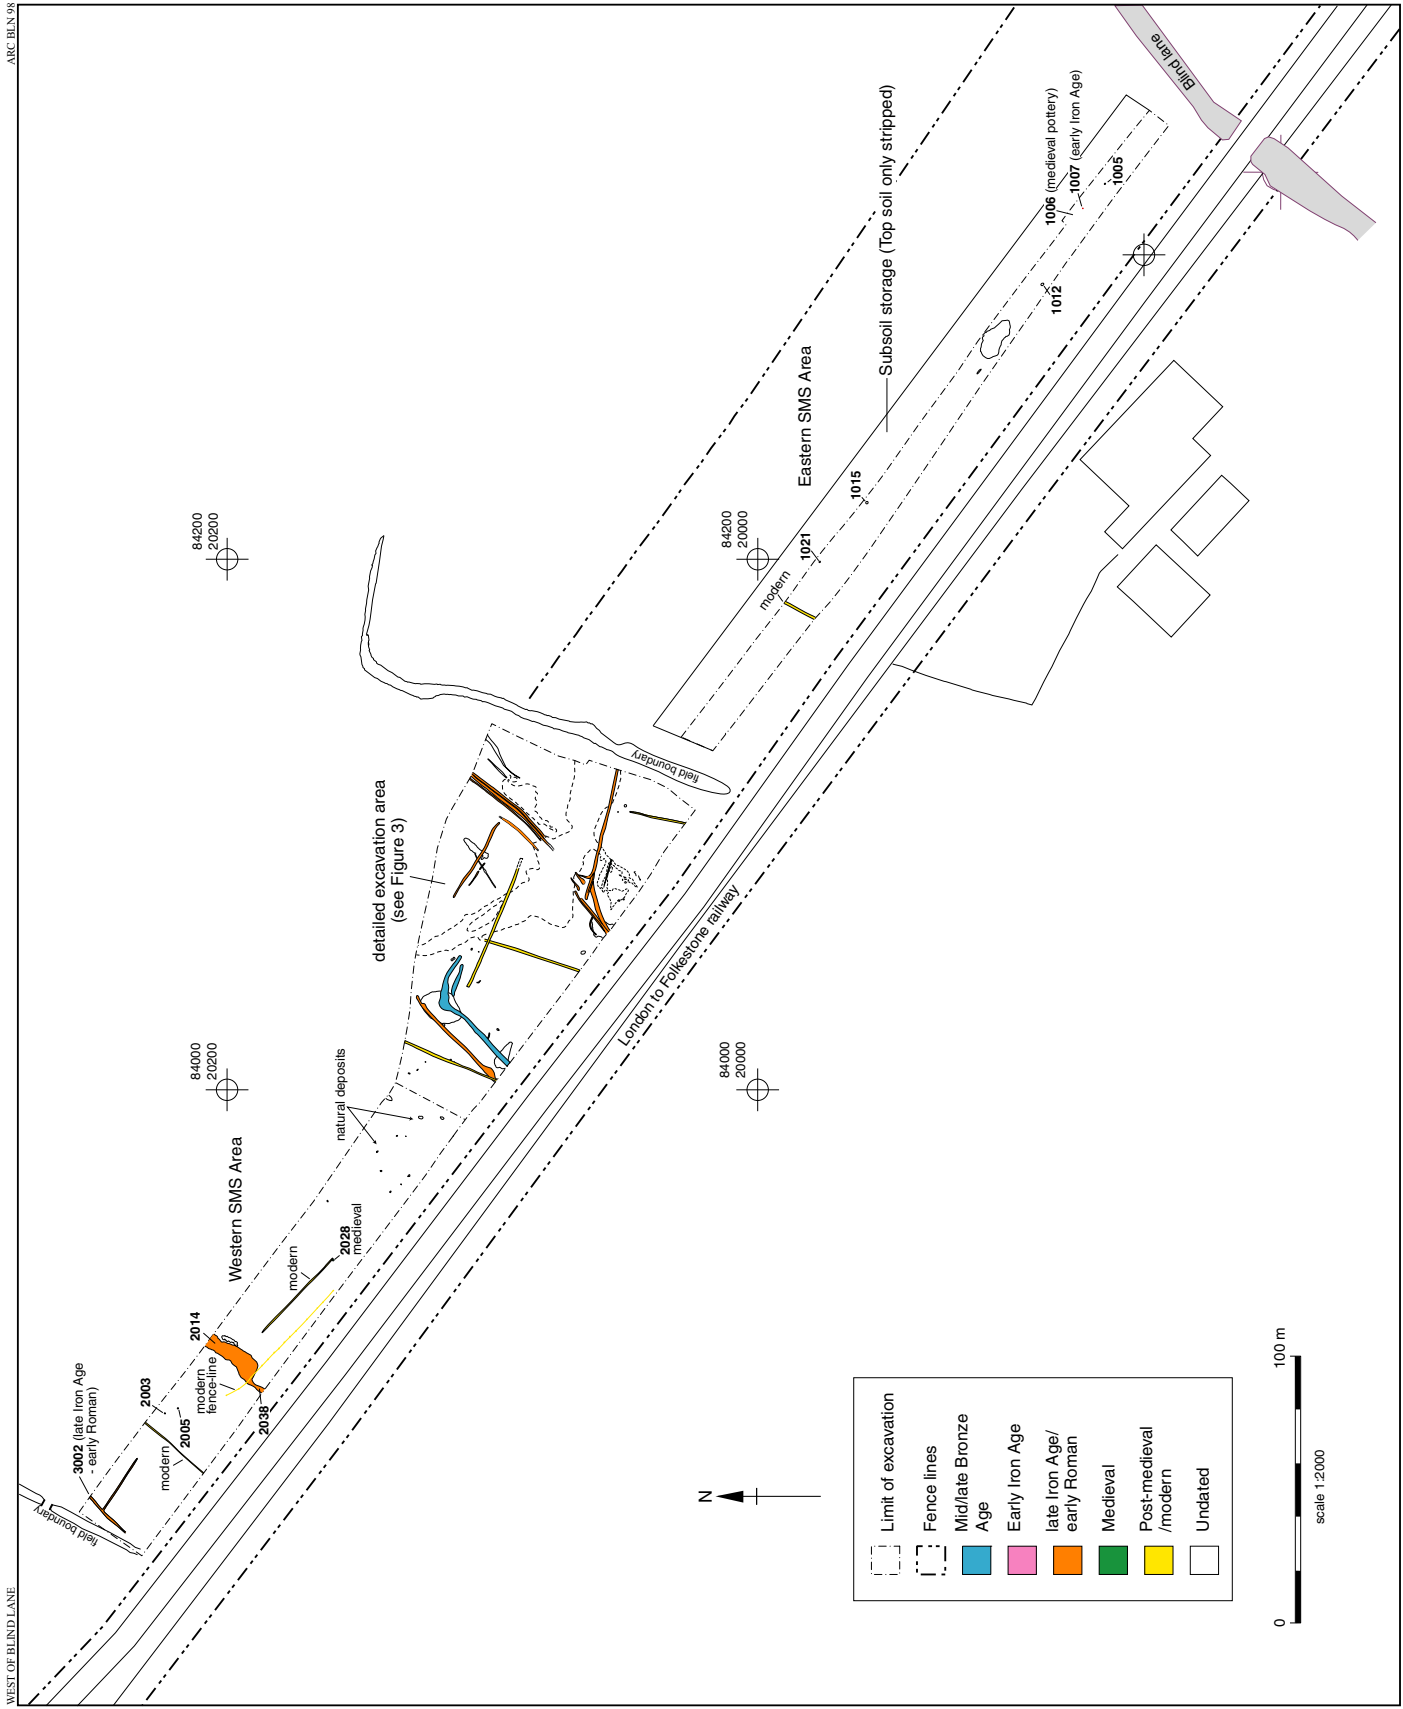 WEST OF BLIND LANE
ARC BLN 98
field boundary
3002 (late Iron Age
- early Roman)
modern
2003
2005
2014
modern
fence-line
2038
Western SMS Area
modern
2028
medieval
natural deposits
84000
20200
84200
20200
detailed excavation area
(see Figure 3)
field boundary
London to Folkestone railway
84000
20000
84200
20000
modern
1021
1015
Eastern SMS Area
Subsoil storage (Top soil only stripped)
1012
1006 (medieval pottery)
1007 (early Iron Age)
1005
Blind lane
N
Limit of excavation
Fence lines
Mid/late Bronze
Age
Early Iron Age
late Iron Age/
early Roman
Medieval
Post-medieval
/modern
Undated
0
100 m
scale 1:2000